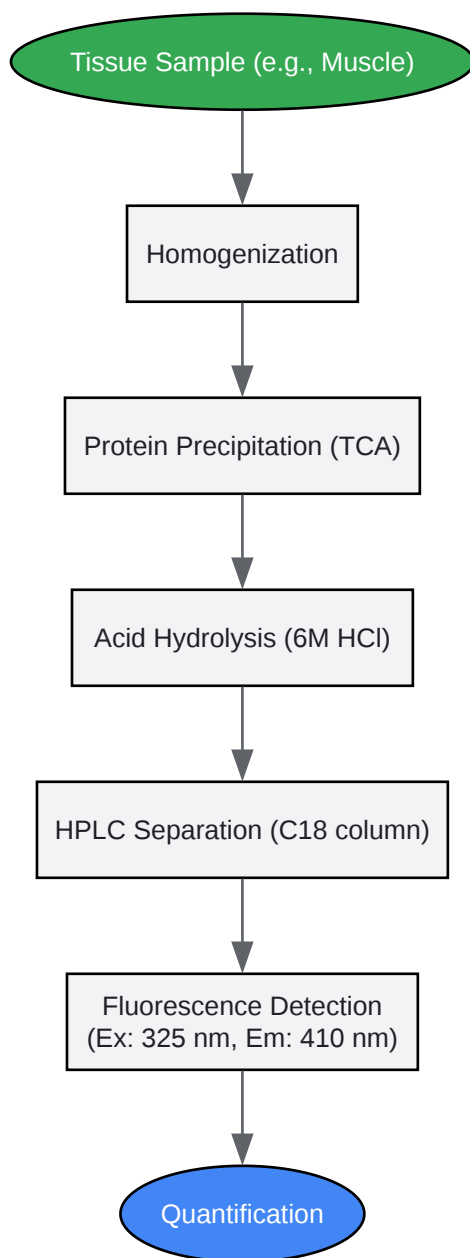 Tissue Sample (e.g., Muscle)
Homogenization
Protein Precipitation (TCA)
Acid Hydrolysis (6M HCl)
HPLC Separation (C18 column)
Fluorescence Detection
(Ex: 325 nm, Em: 410 nm)
Quantification